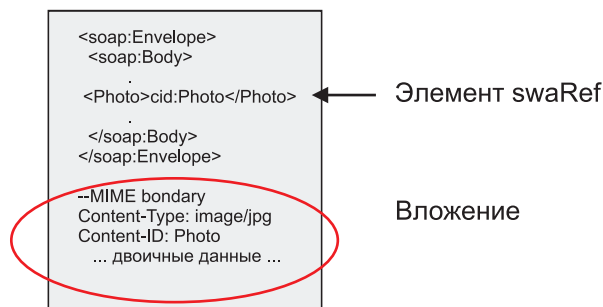 <soap:Envelope>
<soap:Body>
.
<Photo>cid:Photo</Photo>
Элемент swaRef
.
</soap:Body>
</soap:Envelope>
--MIME bondary
Content-Type: image/jpg
Вложение
Content-ID: Photo
... двоичные данные ...